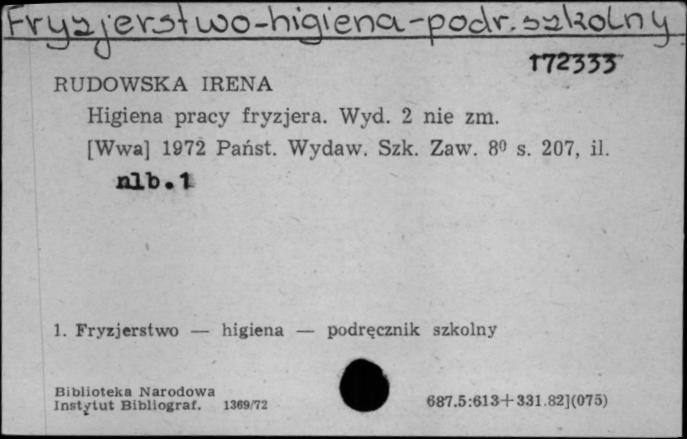 Fryzjerstwo-higiena-podr. szkolny
172333
RUDOWSKA IRENA
Higiena pracy fryzjera. Wyd. 2 nie zm.
[Wwa] 1972 Państ. Wydaw. Szk. Zaw. 8⁰ s. 207, il.
nlb.1
1. Fryzjerstwo — higiena — podręcznik szkolny
Biblioteka Narodowa
Instytut Bibliograf. 1369/72
687.5:613+331.82](075)